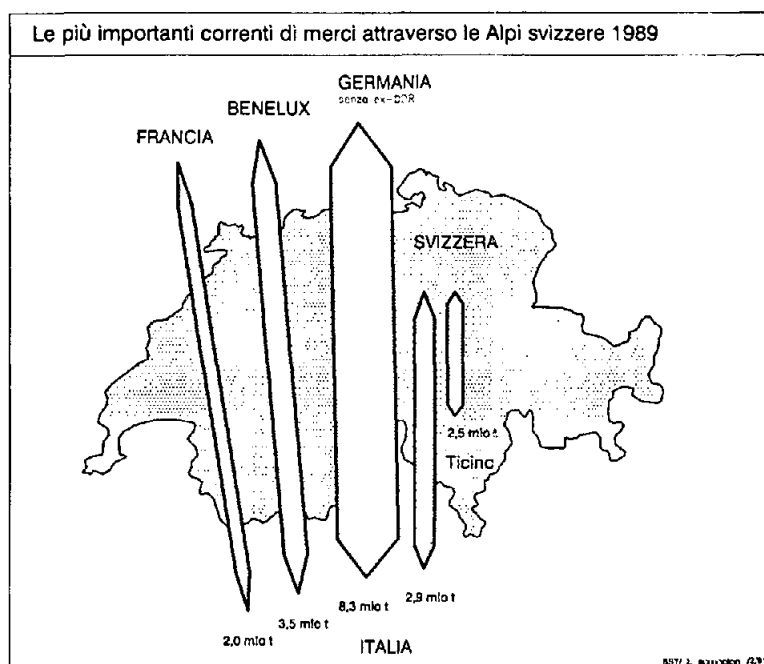 Le più importanti correnti di merci attraverso le Alpi svizzere 1989
GERMANIA
senza ex-DDR
BENELUX
FRANCIA
SVIZZERA
2,5 mio t
Ticino
2,0 mio t
3,5 mio t
8,3 mio t
2,9 mio t
ITALIA